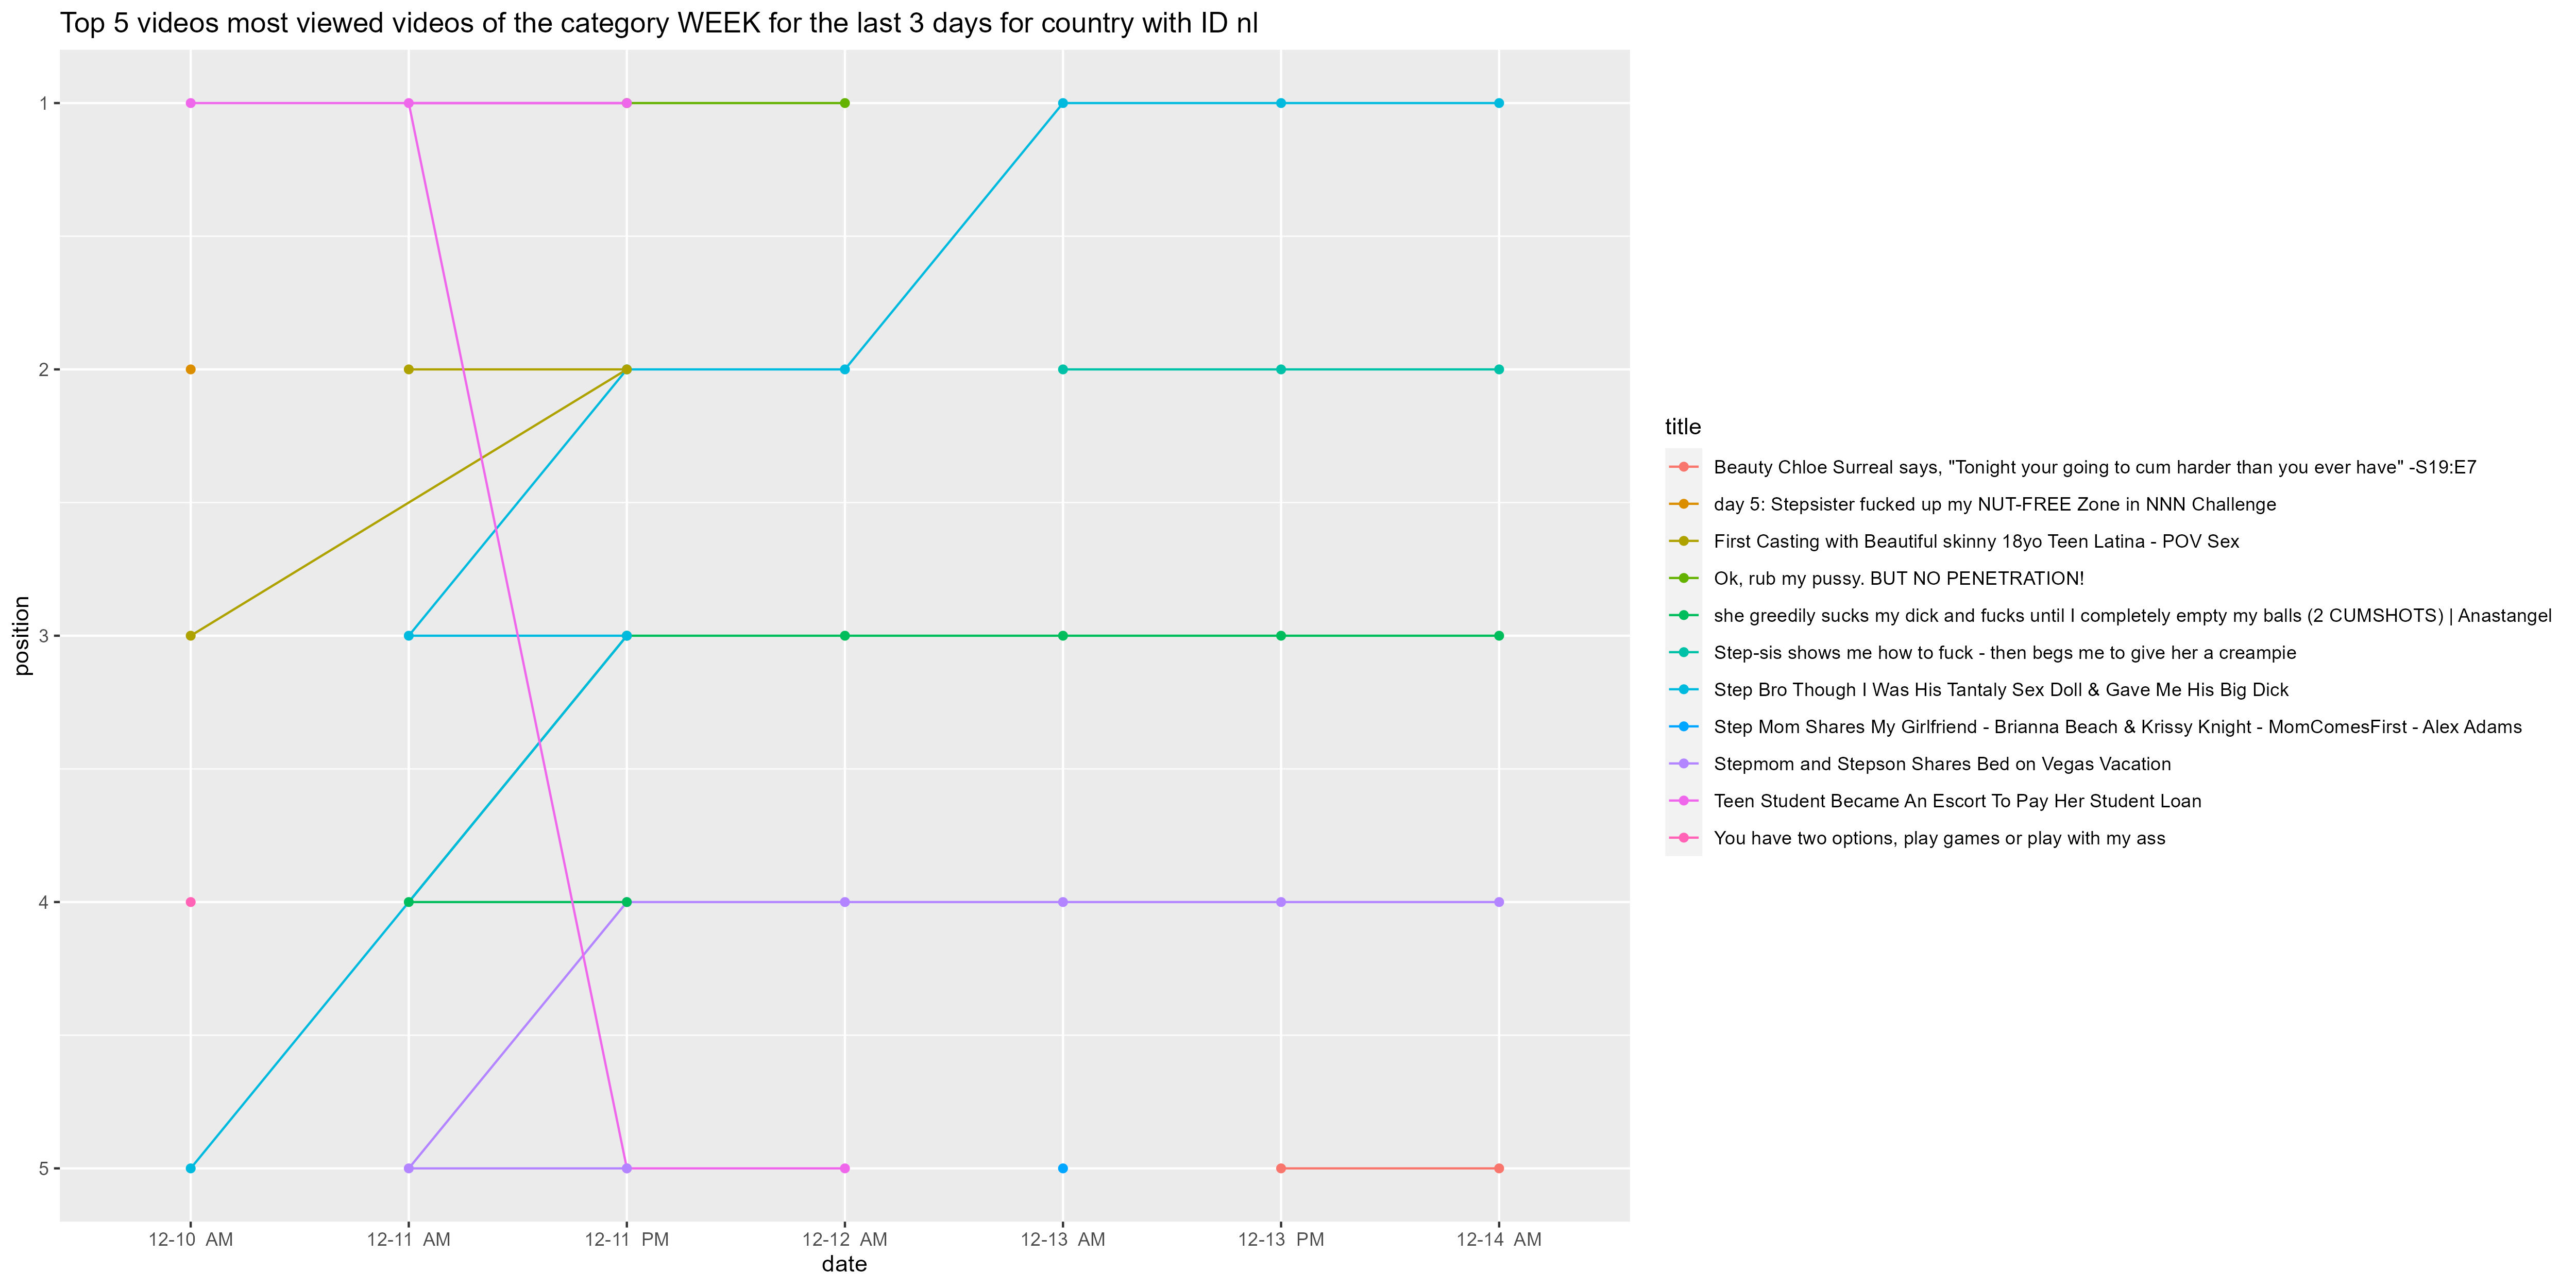 Top 5 videos most viewed videos of the category WEEK for the last 3 days for country with ID nl
position
1
2
3
4
5
12-10 AM
12-11 AM
12-11 PM
12-12 AM
12-13 AM
12-13 PM
12-14 AM
date
title
Beauty Chloe Surreal says, "Tonight your going to cum harder than you ever have" -S19:E7
day 5: Stepsister fucked up my NUT-FREE Zone in NNN Challenge
First Casting with Beautiful skinny 18yo Teen Latina - POV Sex
Ok, rub my pussy. BUT NO PENETRATION!
she greedily sucks my dick and fucks until I completely empty my balls (2 CUMSHOTS) | Anastangel
Step-sis shows me how to fuck - then begs me to give her a creampie
Step Bro Though I Was His Tantaly Sex Doll & Gave Me His Big Dick
Step Mom Shares My Girlfriend - Brianna Beach & Krissy Knight - MomComesFirst - Alex Adams
Stepmom and Stepson Shares Bed on Vegas Vacation
Teen Student Became An Escort To Pay Her Student Loan
You have two options, play games or play with my ass